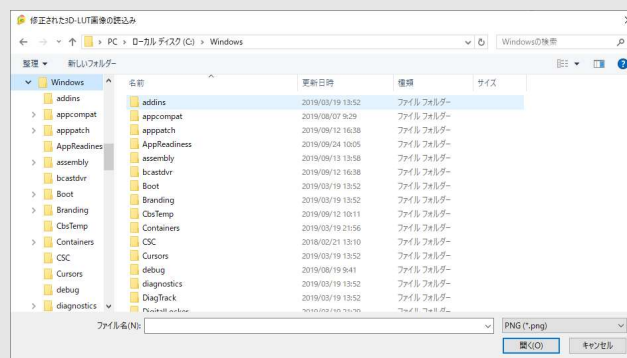 修正された3D-LUT画像の読込み
PC › ローカル ディスク (C:) › Windows
Windowsの検索
整理 新しいフォルダー
Windows
addins
appcompat
apppatch
AppReadines
assembly
bcastdvr
Boot
Branding
CbsTemp
Containers
CSC
Cursors
debug
diagnostics
名前 更新日時 種類 サイズ
addins 2019/03/19 13:52 ファイル フォルダー
appcompat 2019/08/07 9:29 ファイル フォルダー
apppatch 2019/09/12 16:38 ファイル フォルダー
AppReadiness 2019/09/24 10:05 ファイル フォルダー
assembly 2019/09/13 13:58 ファイル フォルダー
bcastdvr 2019/09/12 16:38 ファイル フォルダー
Boot 2019/03/19 13:52 ファイル フォルダー
Branding 2019/03/19 13:52 ファイル フォルダー
CbsTemp 2019/09/12 10:11 ファイル フォルダー
Containers 2019/03/19 21:56 ファイル フォルダー
CSC 2018/02/21 13:10 ファイル フォルダー
Cursors 2019/03/19 13:52 ファイル フォルダー
debug 2019/08/19 9:41 ファイル フォルダー
diagnostics 2019/03/19 13:52 ファイル フォルダー
DiagTrack 2019/03/19 13:52 ファイル フォルダー
ファイル名(N):
PNG (*.png)
開く(O) キャンセル